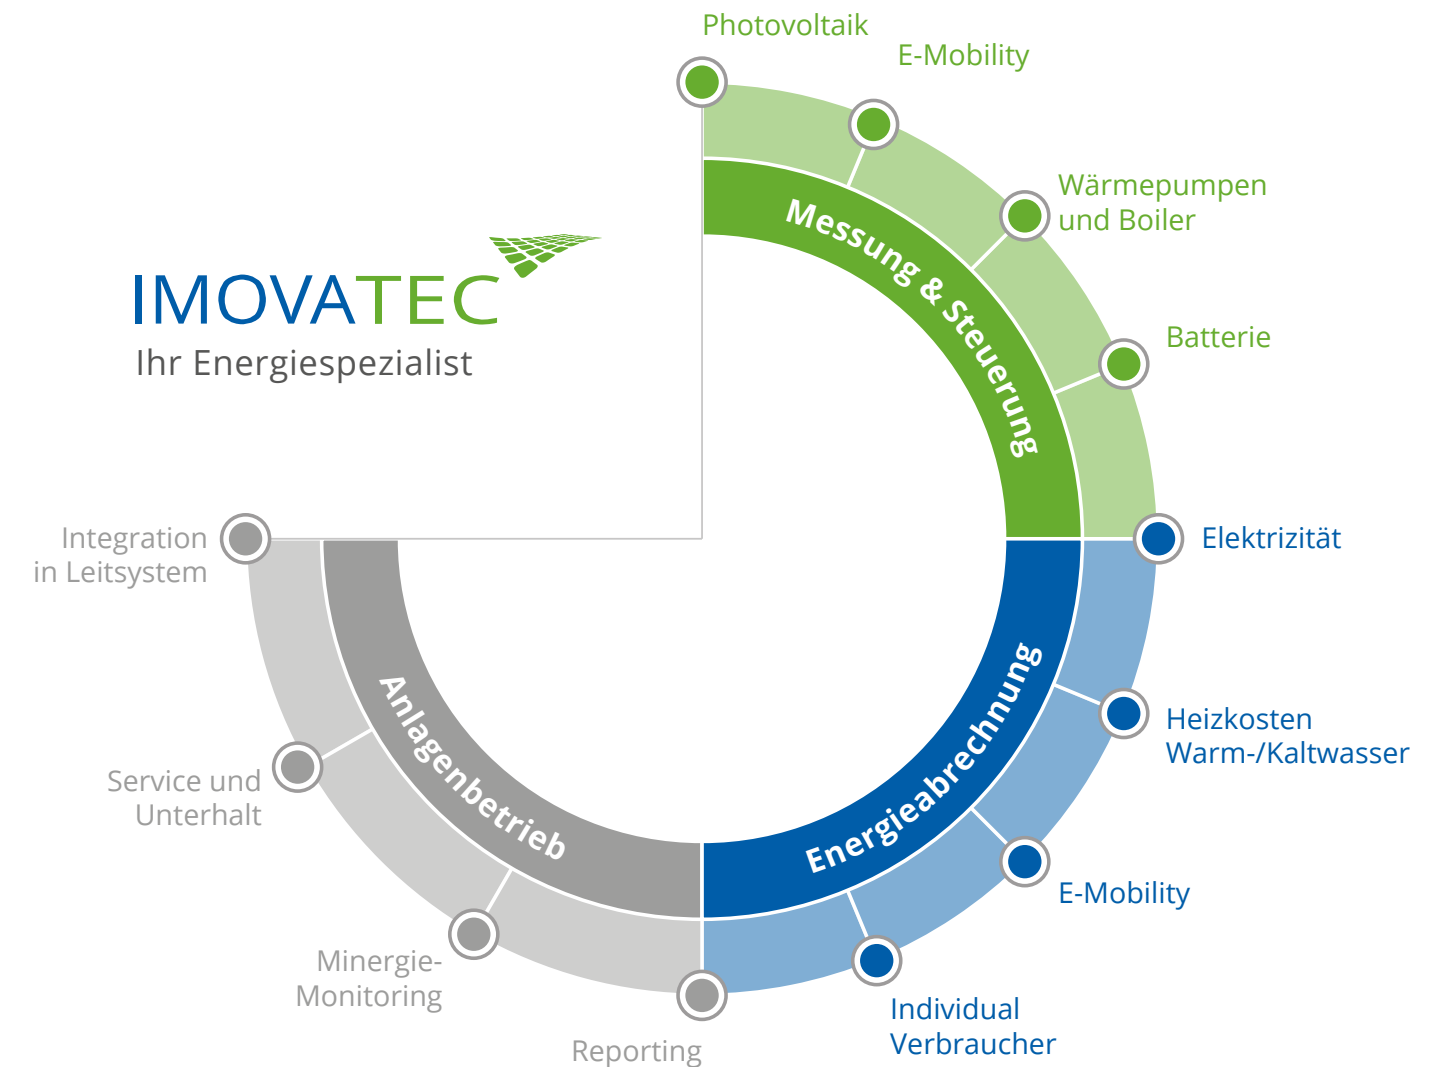 Photovoltaik
E-Mobility
Wärmepumpen
und Boiler
Batterie
Messung & Steuerung
IMOVATEC
Ihr Energiespezialist
Elektrizität
Heizkosten
Warm-/Kaltwasser
E-Mobility
Individual
Verbraucher
Energieabrechnung
Reporting
Minergie-
Monitoring
Service und
Unterhalt
Integration
in Leitsystem
Anlagenbetrieb